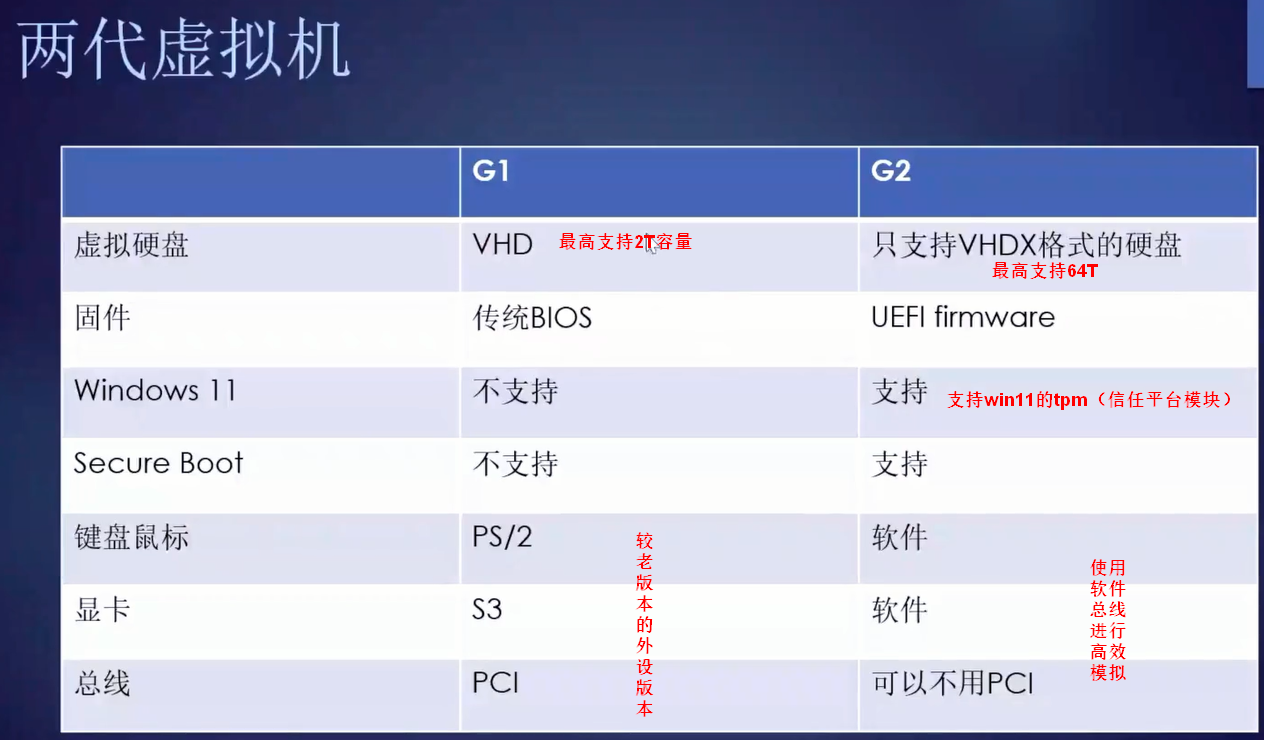 两代虚拟机
G1
G2
虚拟硬盘
VHD
最高支持2T容量
只支持VHDX格式的硬盘
最高支持64T
固件
传统BIOS
UEFI firmware
Windows 11
不支持
支持
支持win11的tpm（信任平台模块）
Secure Boot
不支持
支持
键盘鼠标
PS/2
软件
显卡
S3
软件
总线
PCI
可以不用PCI
较老版本的外设版本
使用
软件
总线
进行
高效
模拟